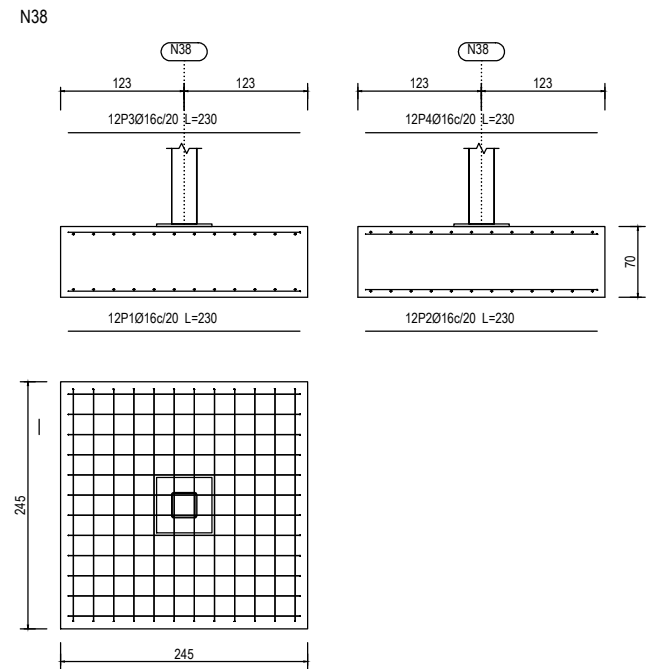 N38
N38 N38
123 123 123 123
12P3Ø16c/20 L=230 12P4Ø16c/20 L=230
70
12P1Ø16c/20 L=230 12P2Ø16c/20 L=230
245
245